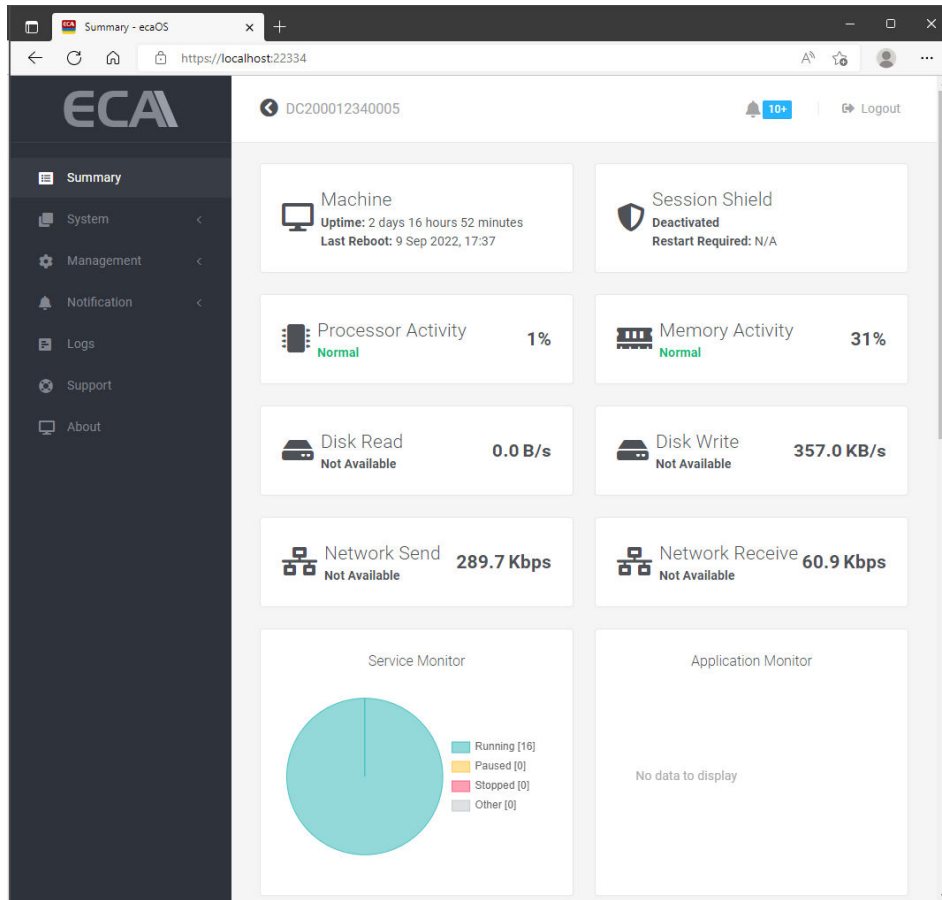 ECA
Summary - ecaOS
https://localhost:22334
ECA
DC200012340005
10+
Logout
Summary
System
Management
Notification
Logs
Support
About
Machine
Uptime: 2 days 16 hours 52 minutes
Last Reboot: 9 Sep 2022, 17:37
Session Shield
Deactivated
Restart Required: N/A
Processor Activity
Normal
1%
Memory Activity
Normal
31%
Disk Read
Not Available
0.0 B/s
Disk Write
Not Available
357.0 KB/s
Network Send
Not Available
289.7 Kbps
Network Receive
Not Available
60.9 Kbps
Service Monitor
Running [16]
Paused [0]
Stopped [0]
Other [0]
Application Monitor
No data to display